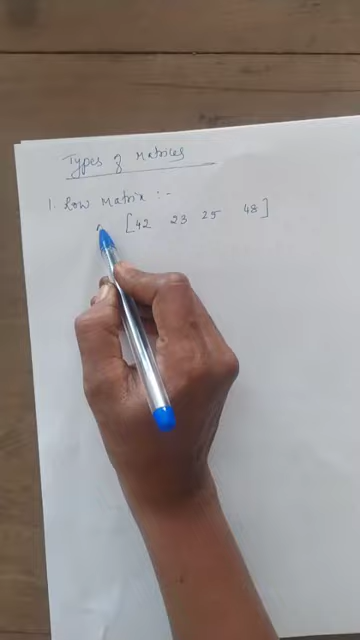 Types of Matrices
1. Row Matrix :-
[42 23 25 48]